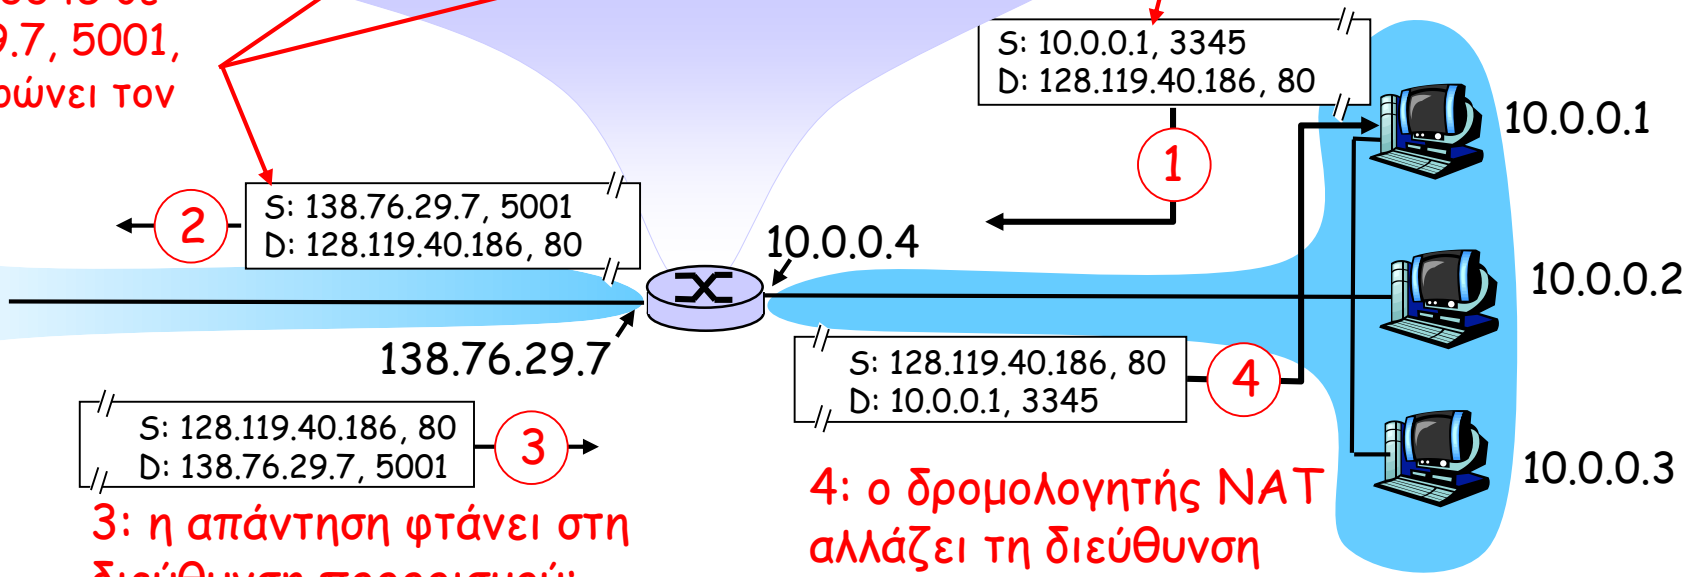 9.7, 5001,
S: 10.0.0.1, 3345
D: 128.119.40.186, 80
10.0.0.1
1
2
S: 138.76.29.7, 5001
D: 128.119.40.186, 80
10.0.0.4
10.0.0.2
138.76.29.7
S: 128.119.40.186, 80
D: 10.0.0.1, 3345
4
S: 128.119.40.186, 80
D: 138.76.29.7, 5001
3
10.0.0.3
3: η απάντηση φτάνει στη
διεύθυνση προορισμού:
4: ο δρομολογητής NAT
αλλάζει τη διεύθυνση